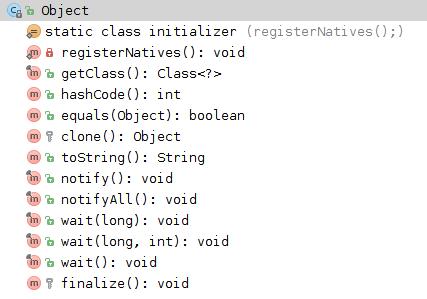 Object
static class initializer (registerNatives();)
registerNatives(): void
getClass(): Class<?>
hashCode(): int
equals(Object): boolean
clone(): Object
toString(): String
notify(): void
notifyAll(): void
wait(long): void
wait(long, int): void
wait(): void
finalize(): void